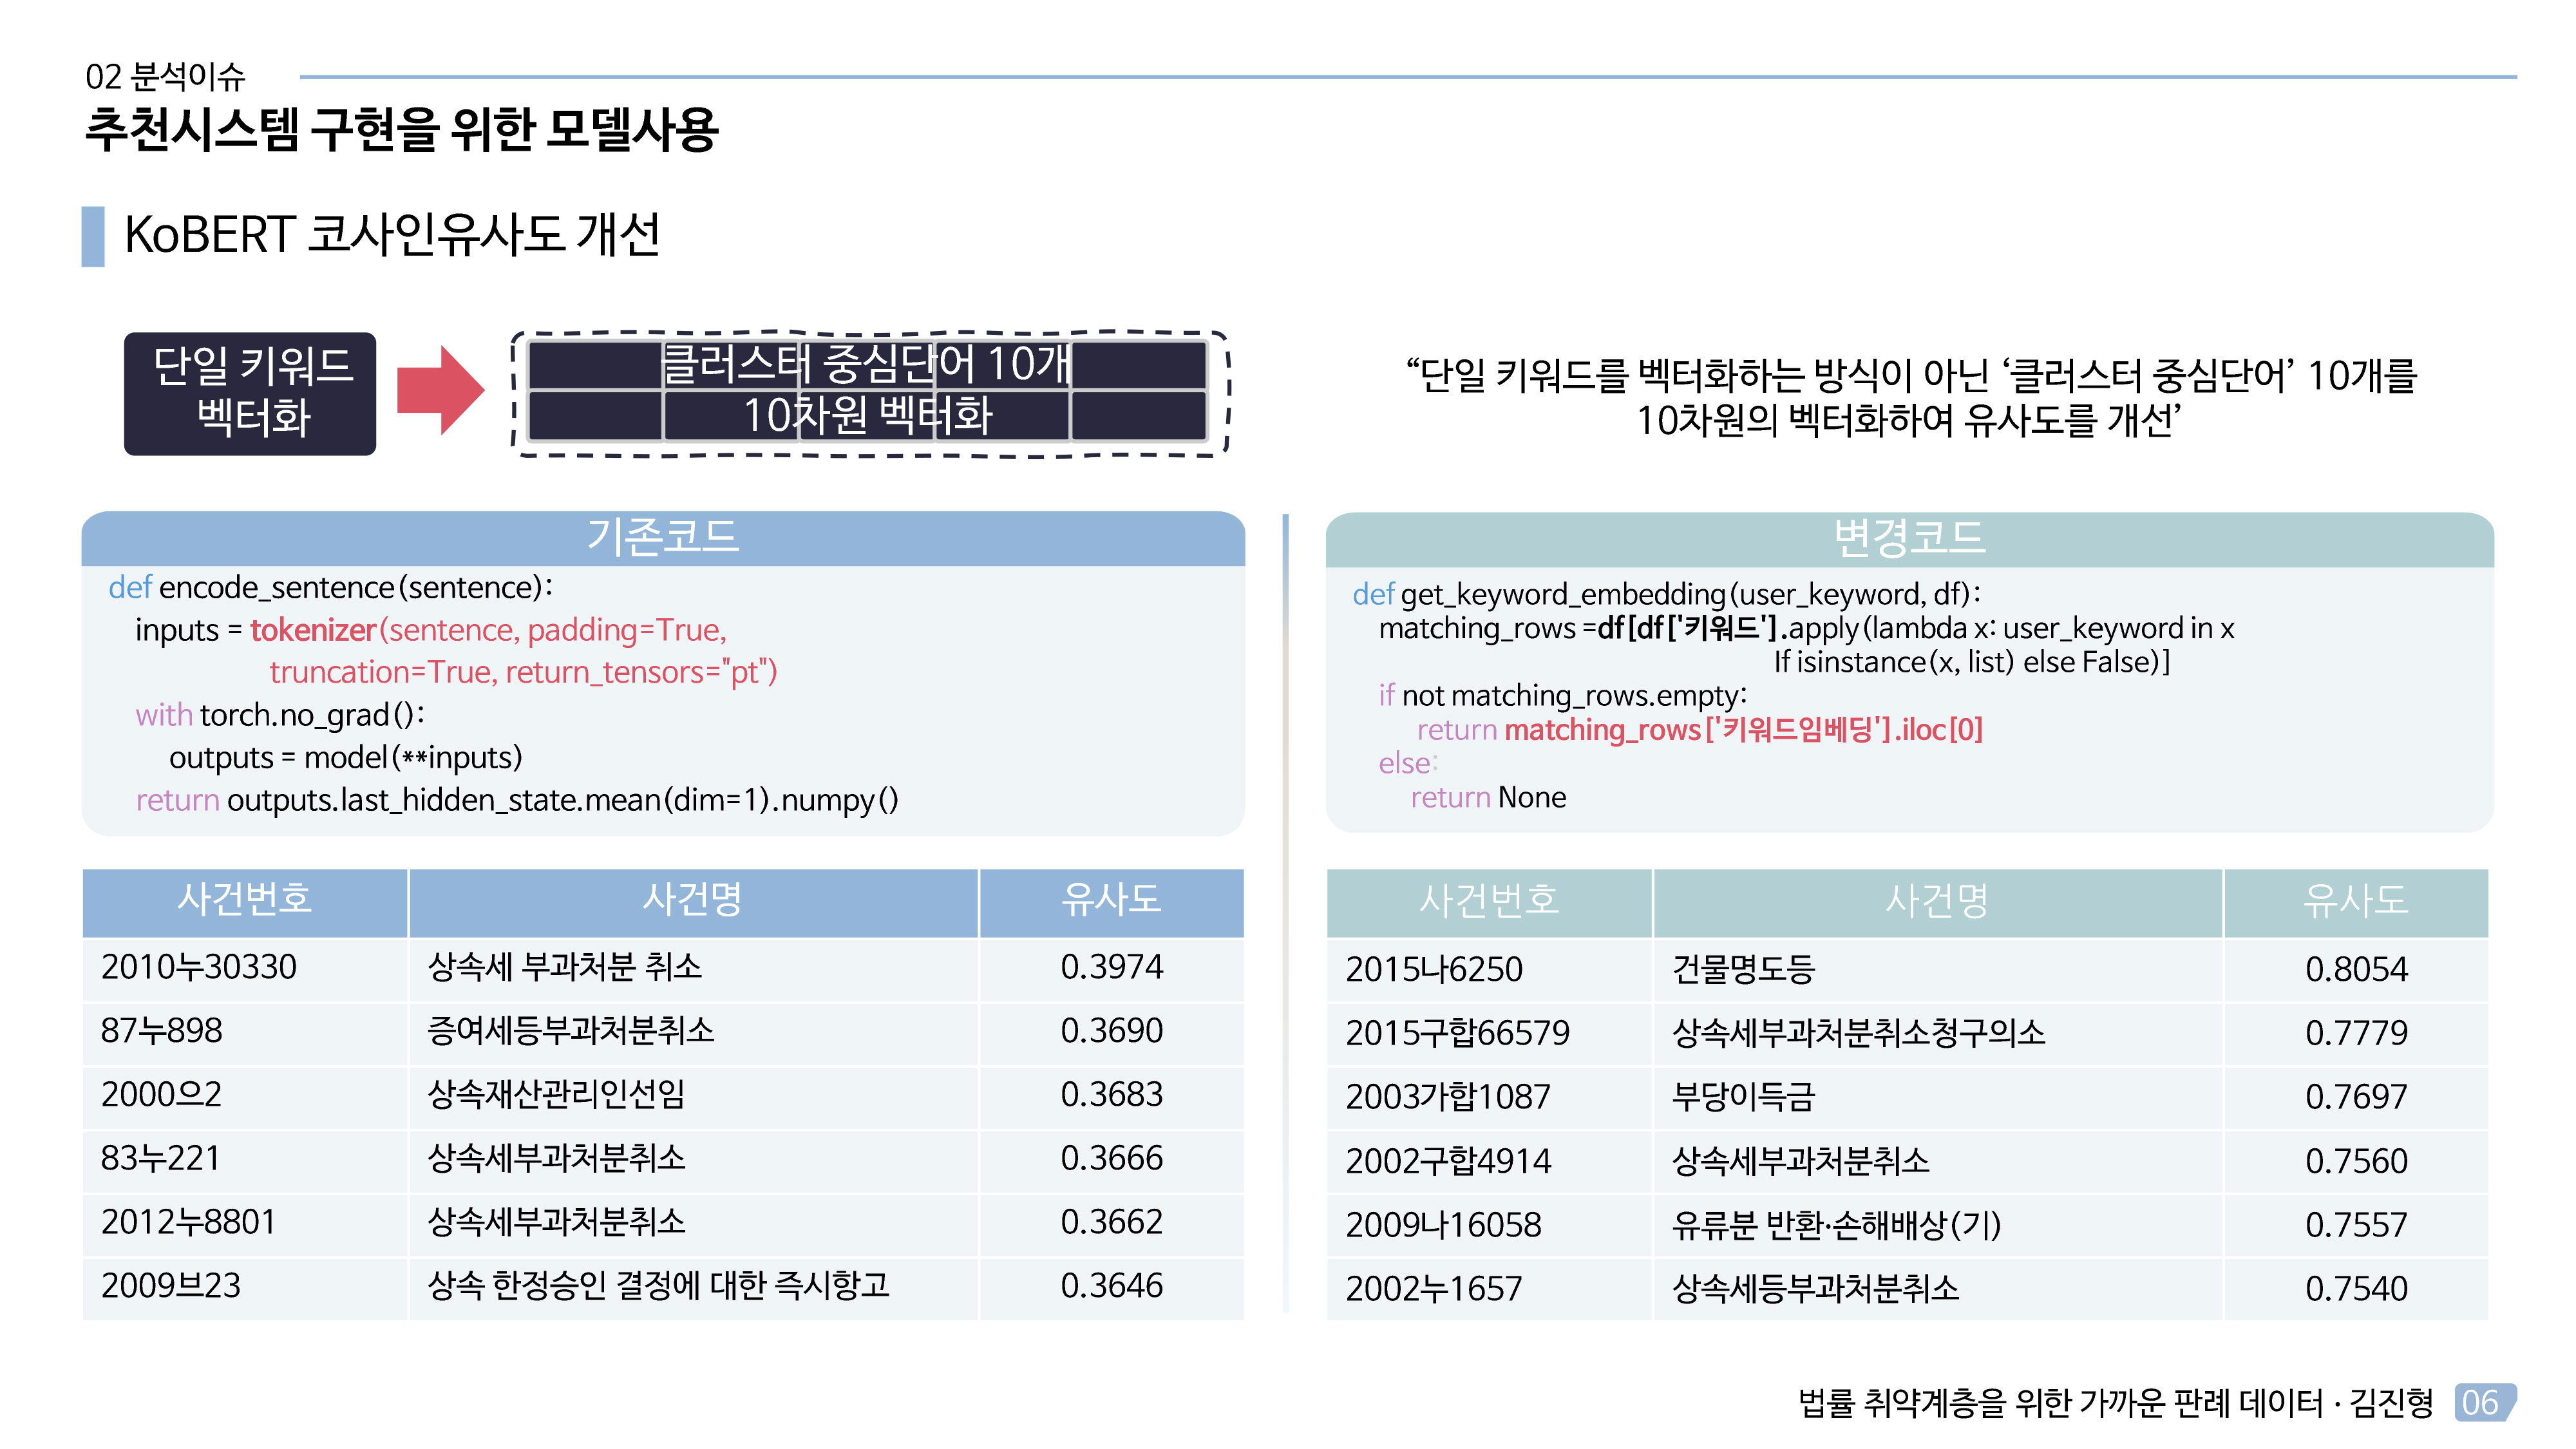 02 분석이슈
추천시스템 구현을 위한 모델사용
KoBERT 코사인유사도 개선
단일 키워드
벡터화
클러스터 중심단어 10개
10차원 벡터화
“단일 키워드를 벡터화하는 방식이 아닌 ‘클러스터 중심단어’ 10개를
10차원의 벡터화하여 유사도를 개선’
기존코드
def encode_sentence(sentence):
inputs = tokenizer(sentence, padding=True,
truncation=True, return_tensors="pt")
with torch.no_grad():
outputs = model(**inputs)
return outputs.last_hidden_state.mean(dim=1).numpy()
변경코드
def get_keyword_embedding(user_keyword, df):
matching_rows =df[df['키워드'].apply(lambda x: user_keyword in x
If isinstance(x, list) else False)]
if not matching_rows.empty:
return matching_rows['키워드임베딩'].iloc[0]
else:
return None
사건번호 사건명 유사도
2010누30330 상속세 부과처분 취소 0.3974
87누898 증여세등부과처분취소 0.3690
2000으2 상속재산관리인선임 0.3683
83누221 상속세부과처분취소 0.3666
2012누8801 상속세부과처분취소 0.3662
2009브23 상속 한정승인 결정에 대한 즉시항고 0.3646
사건번호 사건명 유사도
2015나6250 건물명도등 0.8054
2015구합66579 상속세부과처분취소청구의소 0.7779
2003가합1087 부당이득금 0.7697
2002구합4914 상속세부과처분취소 0.7560
2009나16058 유류분 반환·손해배상(기) 0.7557
2002누1657 상속세등부과처분취소 0.7540
법률 취약계층을 위한 가까운 판례 데이터 · 김진형 06